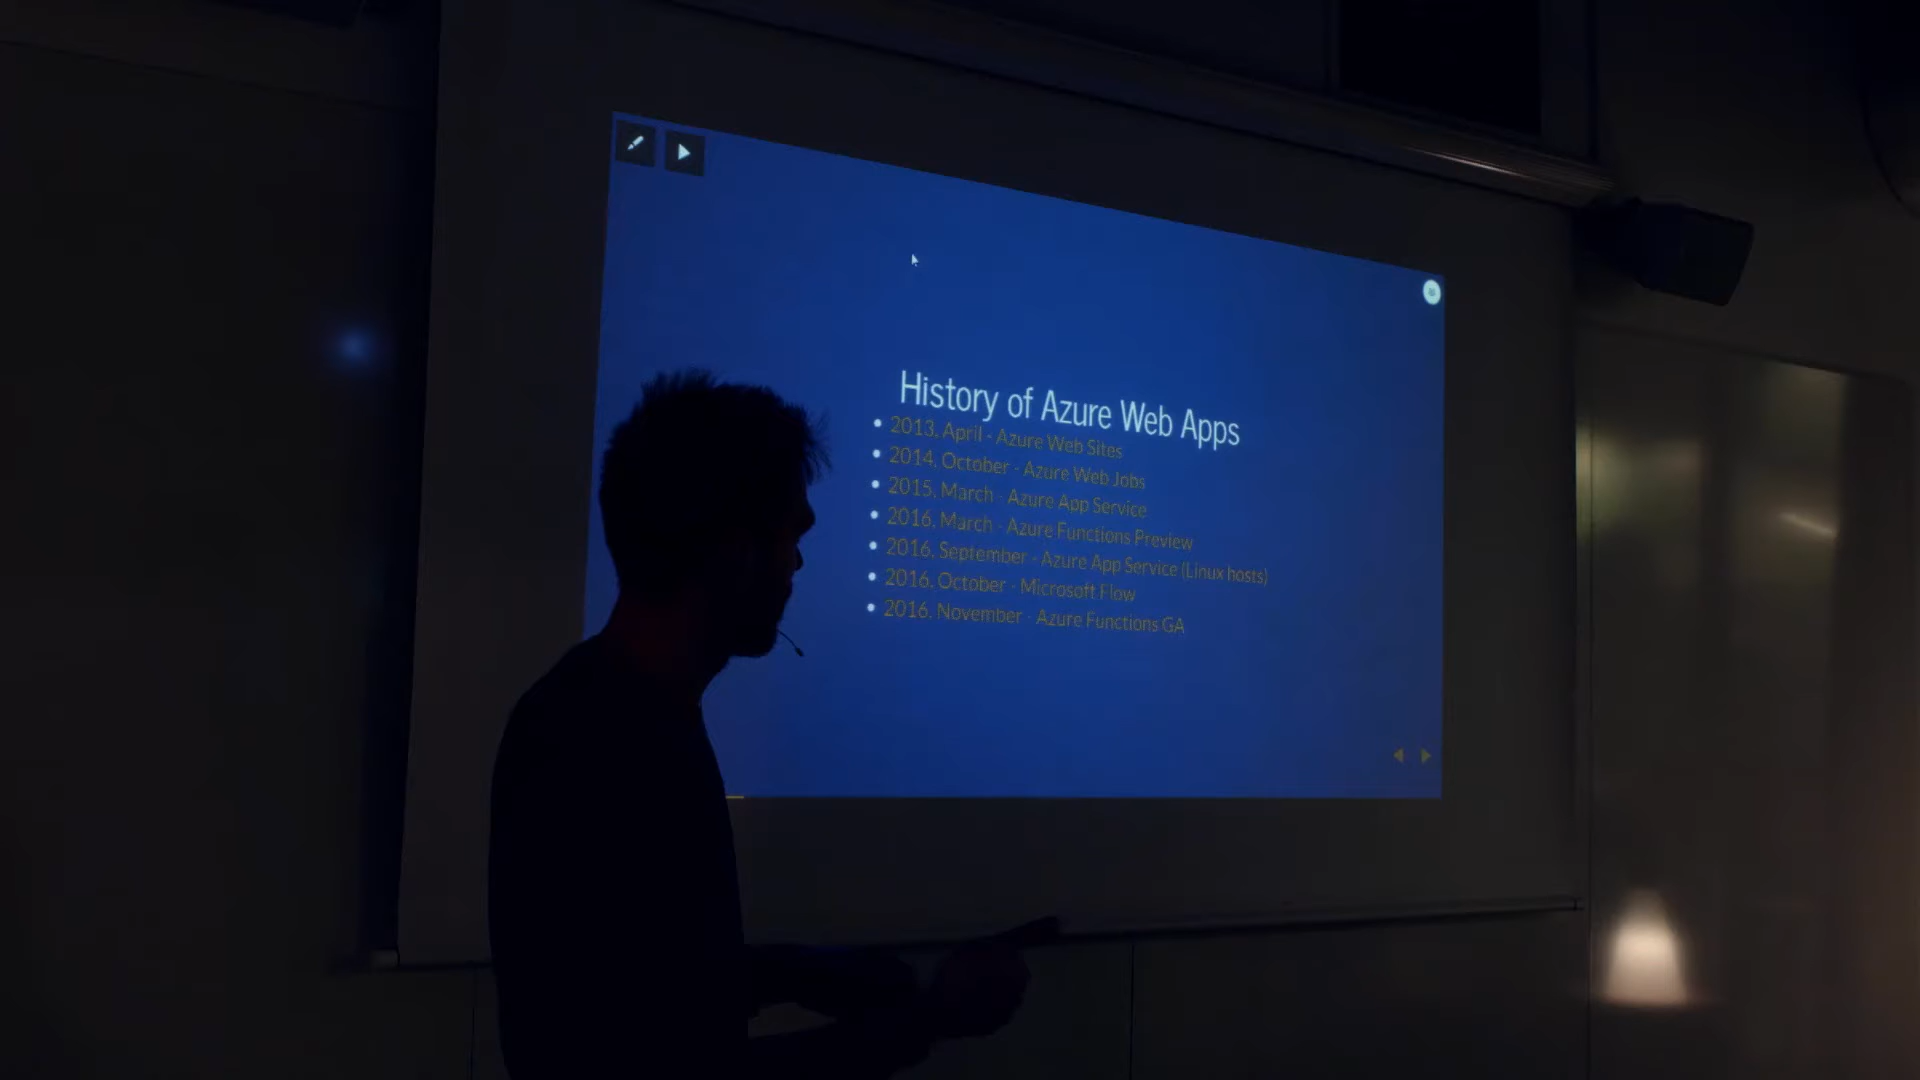 History of Azure Web Apps
2013, April - Azure Web Sites
2014, October - Azure Web Jobs
2015, March - Azure App Service
2016, March - Azure Functions Preview
2016, September - Azure App Service (Linux hosts)
2016, October - Microsoft Flow
2016, November - Azure Functions GA